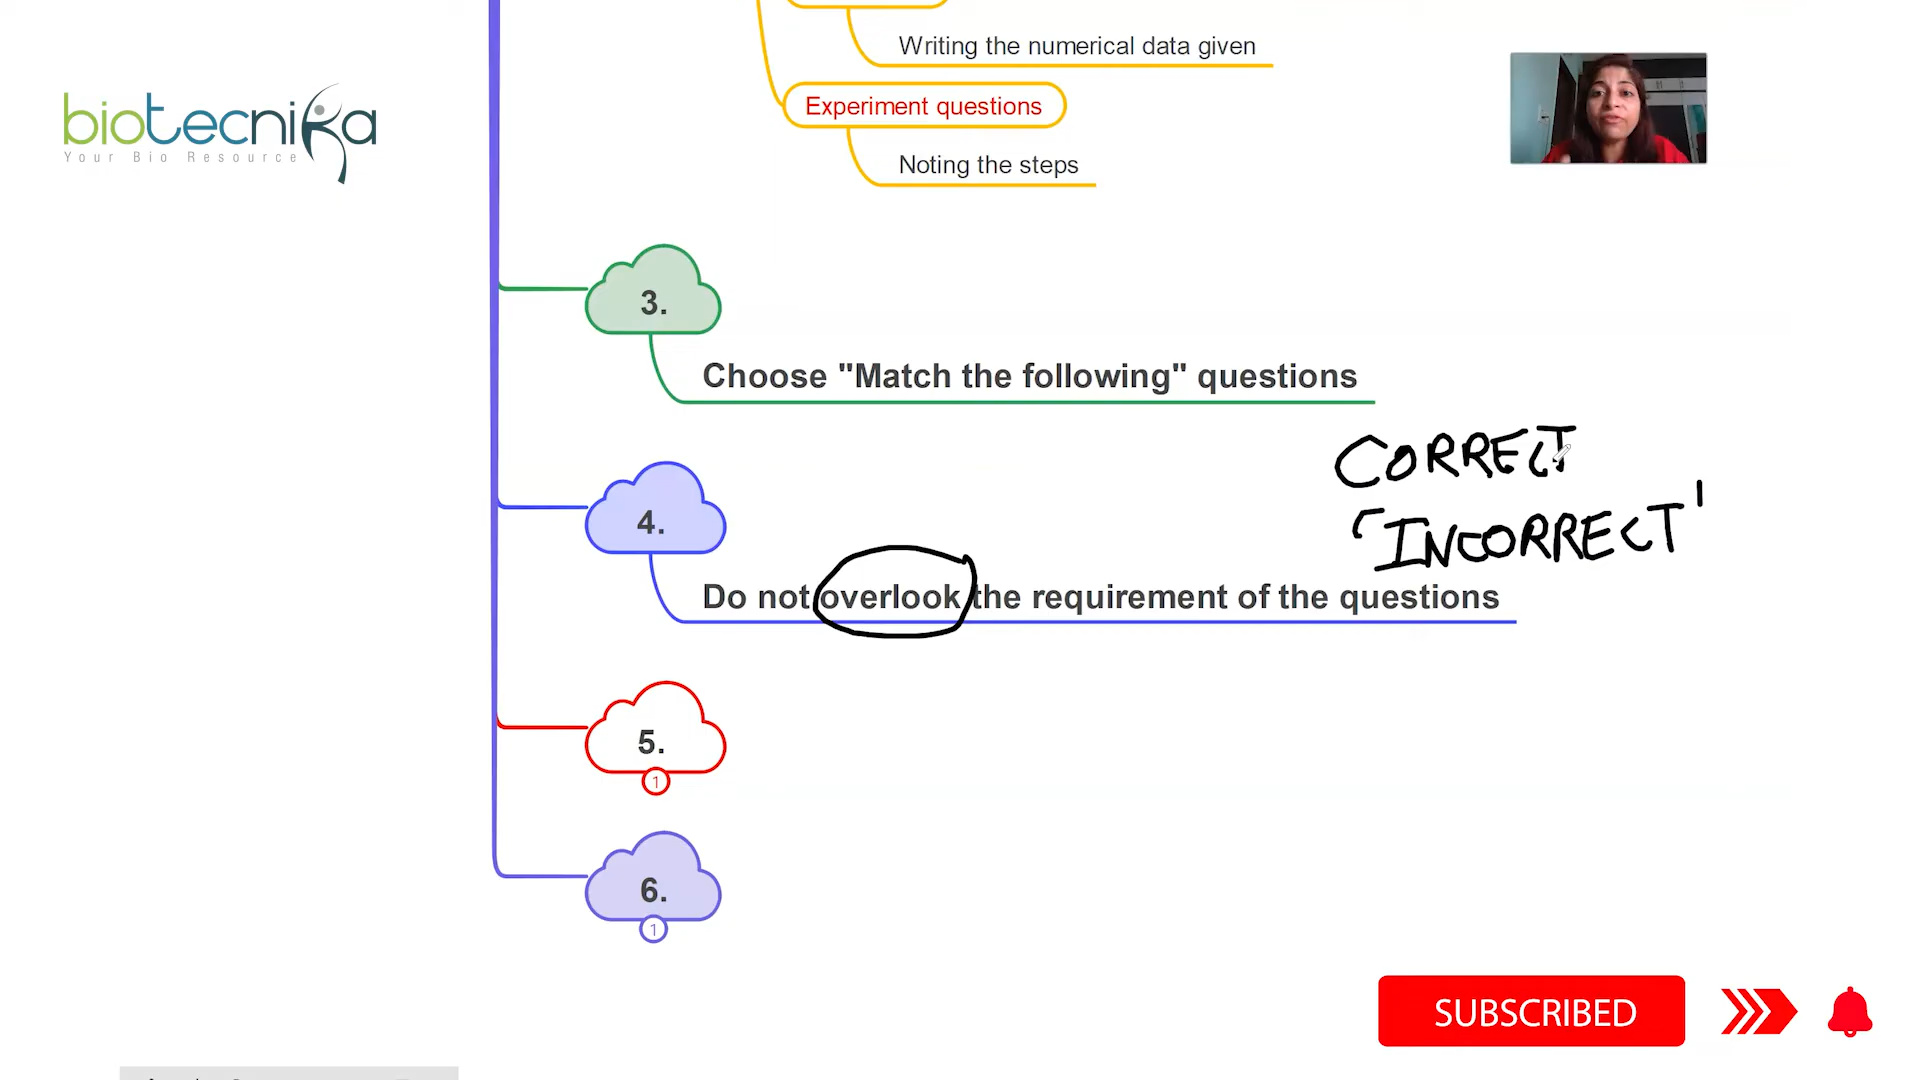 Writing the numerical data given
biotecnika
Your Bio Resource
Experiment questions
Noting the steps
3.
Choose "Match the following" questions
CORRECT
4.
'INCORRECT'
Do not overlook the requirement of the questions
5.
1
6.
1
SUBSCRIBED